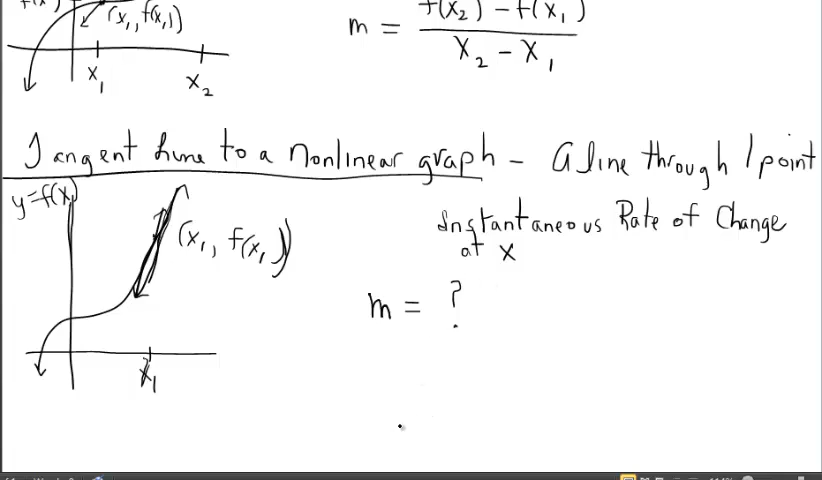 (x₁, f(x₁))
m = f(x₂) - f(x₁)
x₂ - x₁
x₁
x₂
Tangent Line to a Nonlinear graph - A line through 1 point
y=f(x)
(x₁, f(x₁))
Instantaneous Rate of Change
at x
m = ?
x₁